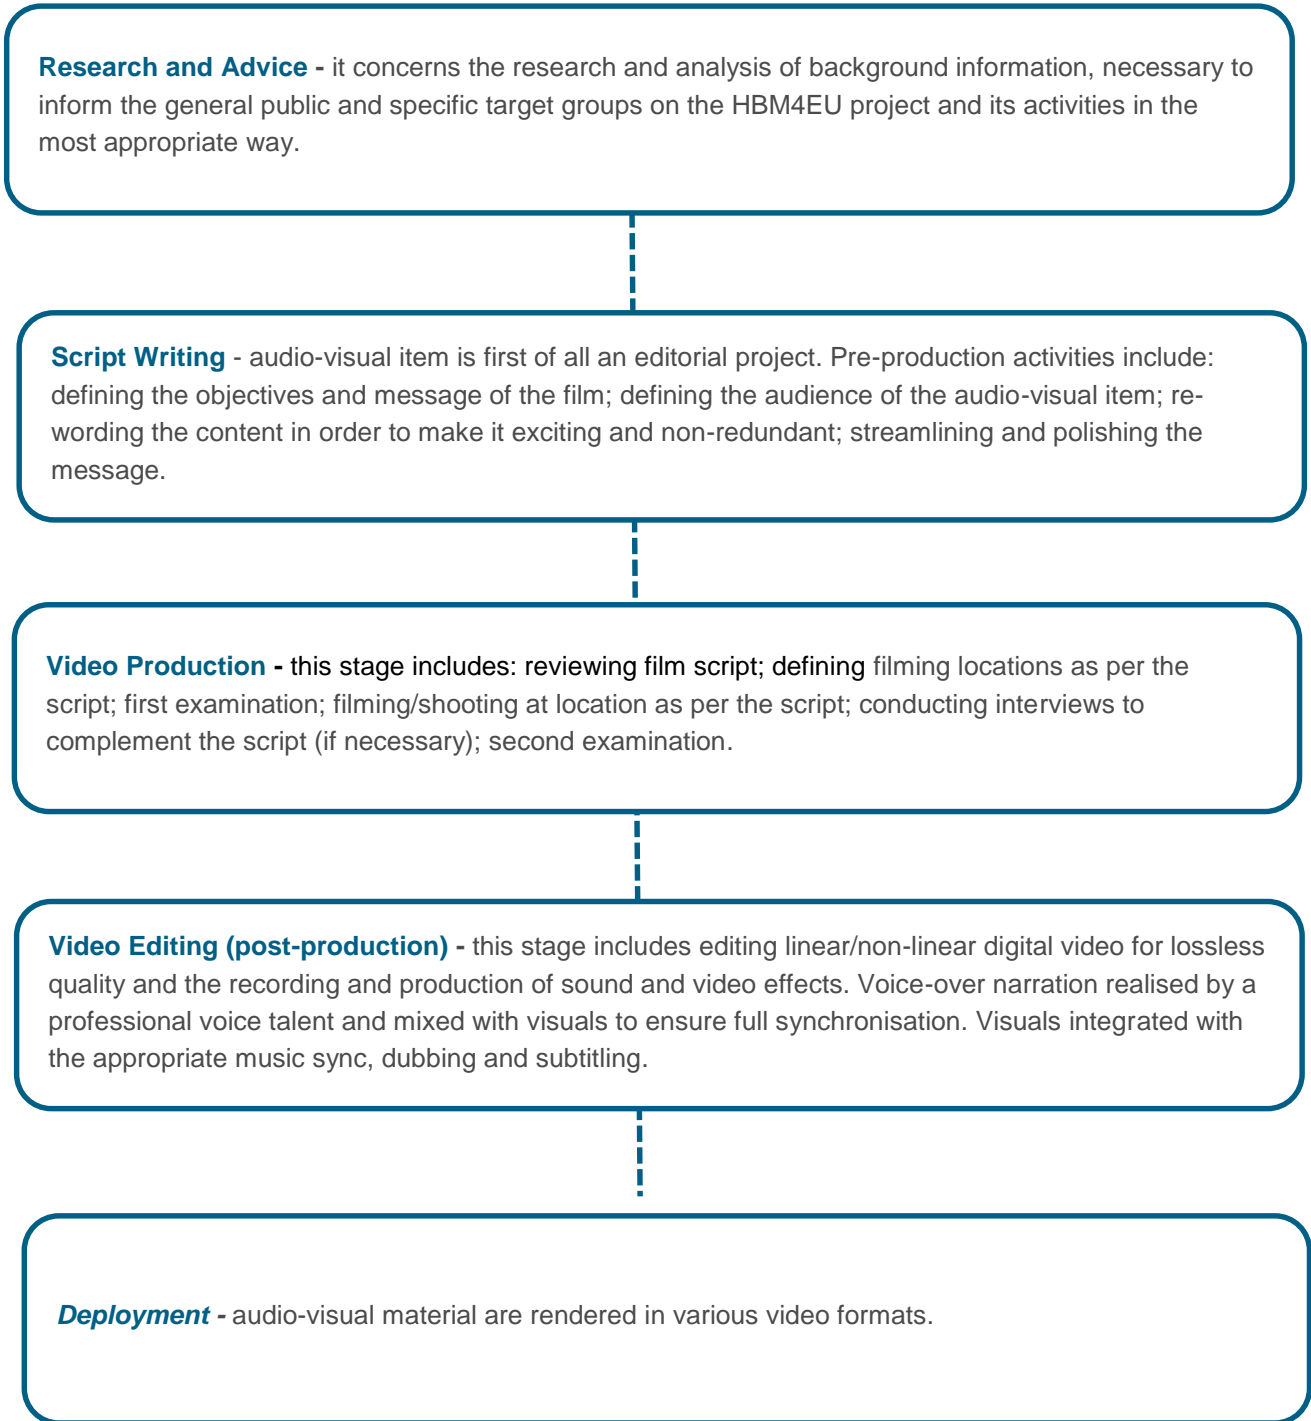 Research and Advice - it concerns the research and analysis of background information, necessary to
inform the general public and specific target groups on the HBM4EU project and its activities in the
most appropriate way.
Script Writing - audio-visual item is first of all an editorial project. Pre-production activities include:
defining the objectives and message of the film; defining the audience of the audio-visual item; re-
wording the content in order to make it exciting and non-redundant; streamlining and polishing the
message.
Video Production - this stage includes: reviewing film script; defining filming locations as per the
script; first examination; filming/shooting at location as per the script; conducting interviews to
complement the script (if necessary); second examination.
Video Editing (post-production) - this stage includes editing linear/non-linear digital video for lossless
quality and the recording and production of sound and video effects. Voice-over narration realised by a
professional voice talent and mixed with visuals to ensure full synchronisation. Visuals integrated with
the appropriate music sync, dubbing and subtitling.
Deployment - audio-visual material are rendered in various video formats.